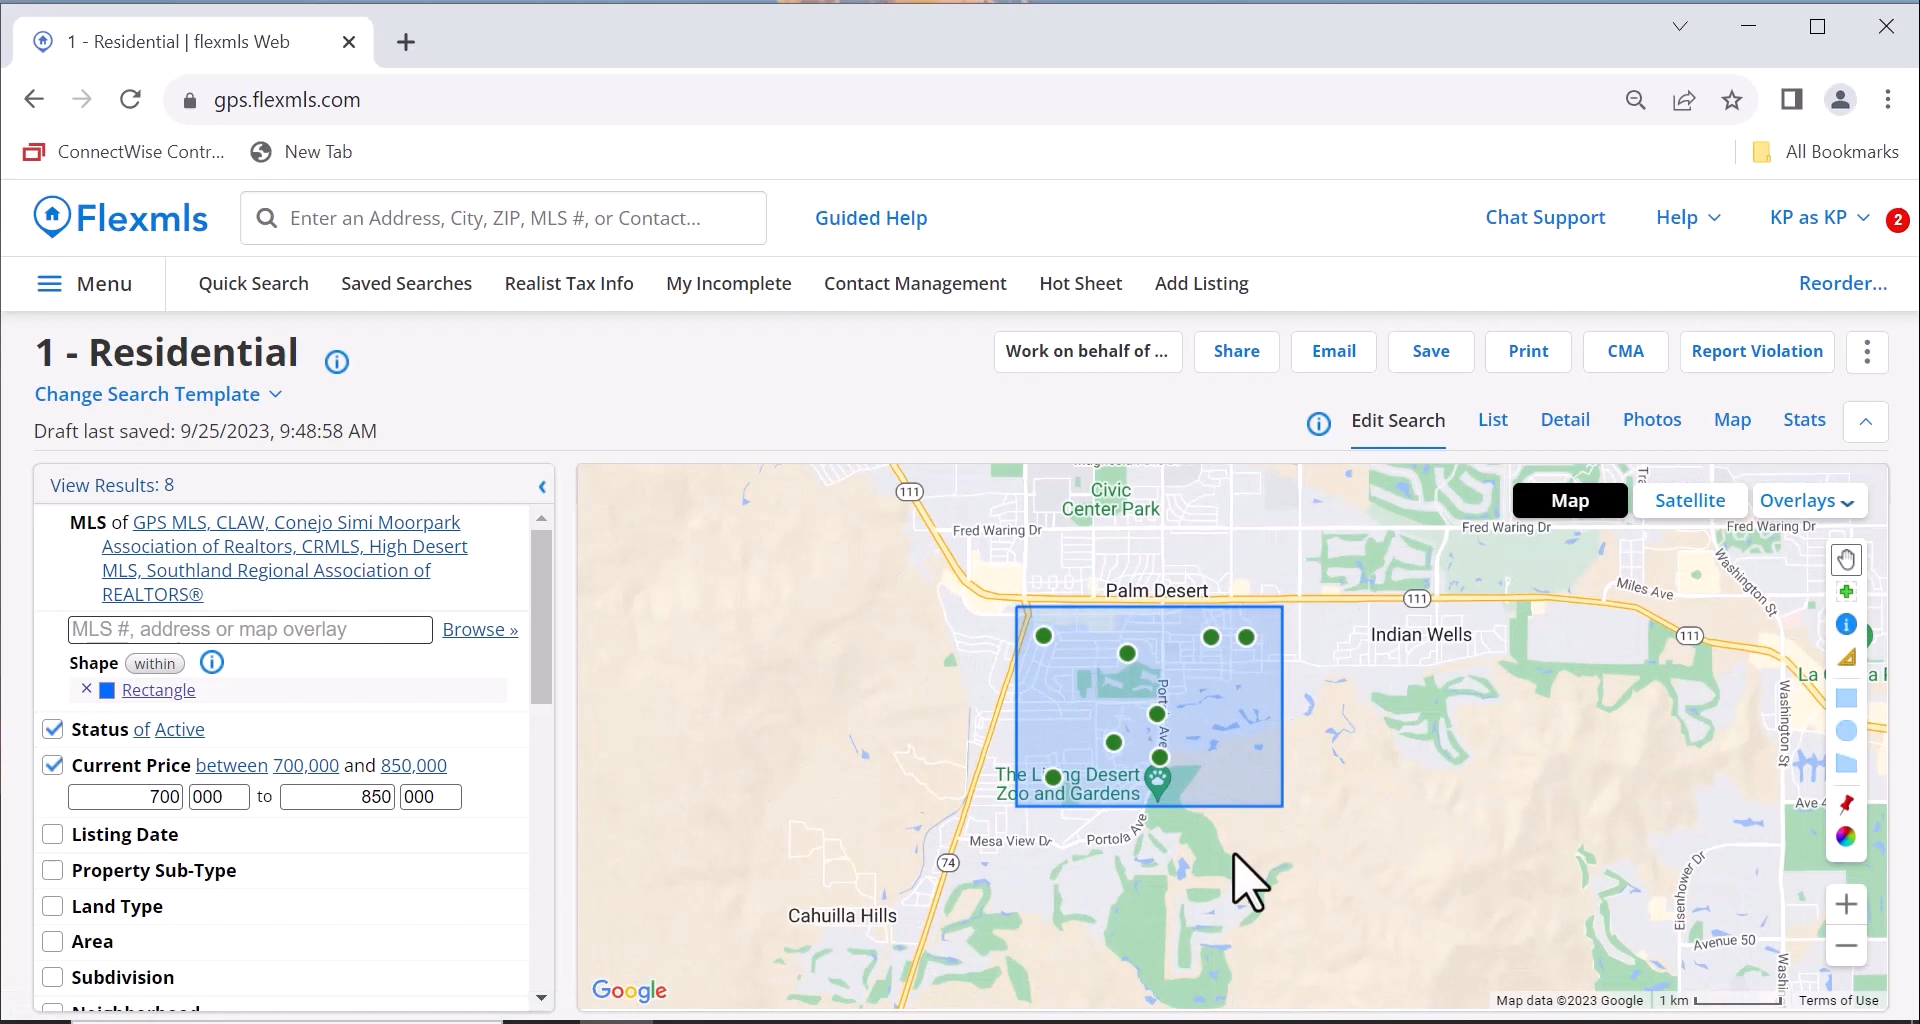 1 - Residential | flexmls Web
gps.flexmls.com
ConnectWise Contr... New Tab All Bookmarks
Flexmls Enter an Address, City, ZIP, MLS #, or Contact... Guided Help Chat Support Help KP as KP 2
Menu Quick Search Saved Searches Realist Tax Info My Incomplete Contact Management Hot Sheet Add Listing Reorder...
1 - Residential
Work on behalf of ... Share Email Save Print CMA Report Violation
Change Search Template
Draft last saved: 9/25/2023, 9:48:58 AM
Edit Search List Detail Photos Map Stats
View Results: 8
MLS of GPS MLS, CLAW, Conejo Simi Moorpark
Association of Realtors, CRMLS, High Desert
MLS, Southland Regional Association of
REALTORS®
MLS #, address or map overlay Browse »
Shape within
Rectangle
Status of Active
Current Price between 700,000 and 850,000
700 000 to 850 000
Listing Date
Property Sub-Type
Land Type
Area
Subdivision
Neighborhood
Map Satellite Overlays
111
Civic
Center Park
Fred Waring Dr
Fred Waring Dr
Fred Waring Dr
Washington St
Palm Desert
111
Miles Ave
Indian Wells
111
La
Portola Ave
Washington St
The Living Desert
Zoo and Gardens
Ave 4
Mesa View Dr
Portola Ave
74
Eisenhower Dr
Cahuilla Hills
Avenue 50
Google
Map data ©2023 Google 1 km Terms of Use